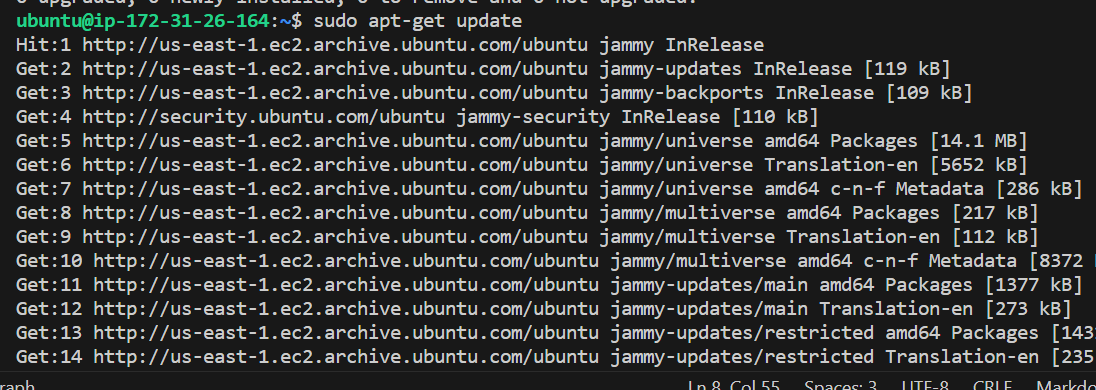 0 upgraded, 0 newly installed, 0 to remove and 0 not upgraded.
ubuntu@ip-172-31-26-164:~$ sudo apt-get update
Hit:1 http://us-east-1.ec2.archive.ubuntu.com/ubuntu jammy InRelease
Get:2 http://us-east-1.ec2.archive.ubuntu.com/ubuntu jammy-updates InRelease [119 kB]
Get:3 http://us-east-1.ec2.archive.ubuntu.com/ubuntu jammy-backports InRelease [109 kB]
Get:4 http://security.ubuntu.com/ubuntu jammy-security InRelease [110 kB]
Get:5 http://us-east-1.ec2.archive.ubuntu.com/ubuntu jammy/universe amd64 Packages [14.1 MB]
Get:6 http://us-east-1.ec2.archive.ubuntu.com/ubuntu jammy/universe Translation-en [5652 kB]
Get:7 http://us-east-1.ec2.archive.ubuntu.com/ubuntu jammy/universe amd64 c-n-f Metadata [286 kB]
Get:8 http://us-east-1.ec2.archive.ubuntu.com/ubuntu jammy/multiverse amd64 Packages [217 kB]
Get:9 http://us-east-1.ec2.archive.ubuntu.com/ubuntu jammy/multiverse Translation-en [112 kB]
Get:10 http://us-east-1.ec2.archive.ubuntu.com/ubuntu jammy/multiverse amd64 c-n-f Metadata [8372
Get:11 http://us-east-1.ec2.archive.ubuntu.com/ubuntu jammy-updates/main amd64 Packages [1377 kB]
Get:12 http://us-east-1.ec2.archive.ubuntu.com/ubuntu jammy-updates/main Translation-en [273 kB]
Get:13 http://us-east-1.ec2.archive.ubuntu.com/ubuntu jammy-updates/restricted amd64 Packages [143
Get:14 http://us-east-1.ec2.archive.ubuntu.com/ubuntu jammy-updates/restricted Translation-en [235
graph Ln 8, Col 55 Spaces: 3 UTF-8 CRLF Markdo